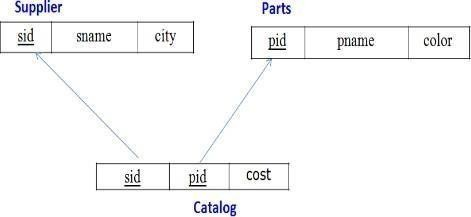 Supplier
sid sname city
Parts
pid pname color
sid pid cost
Catalog